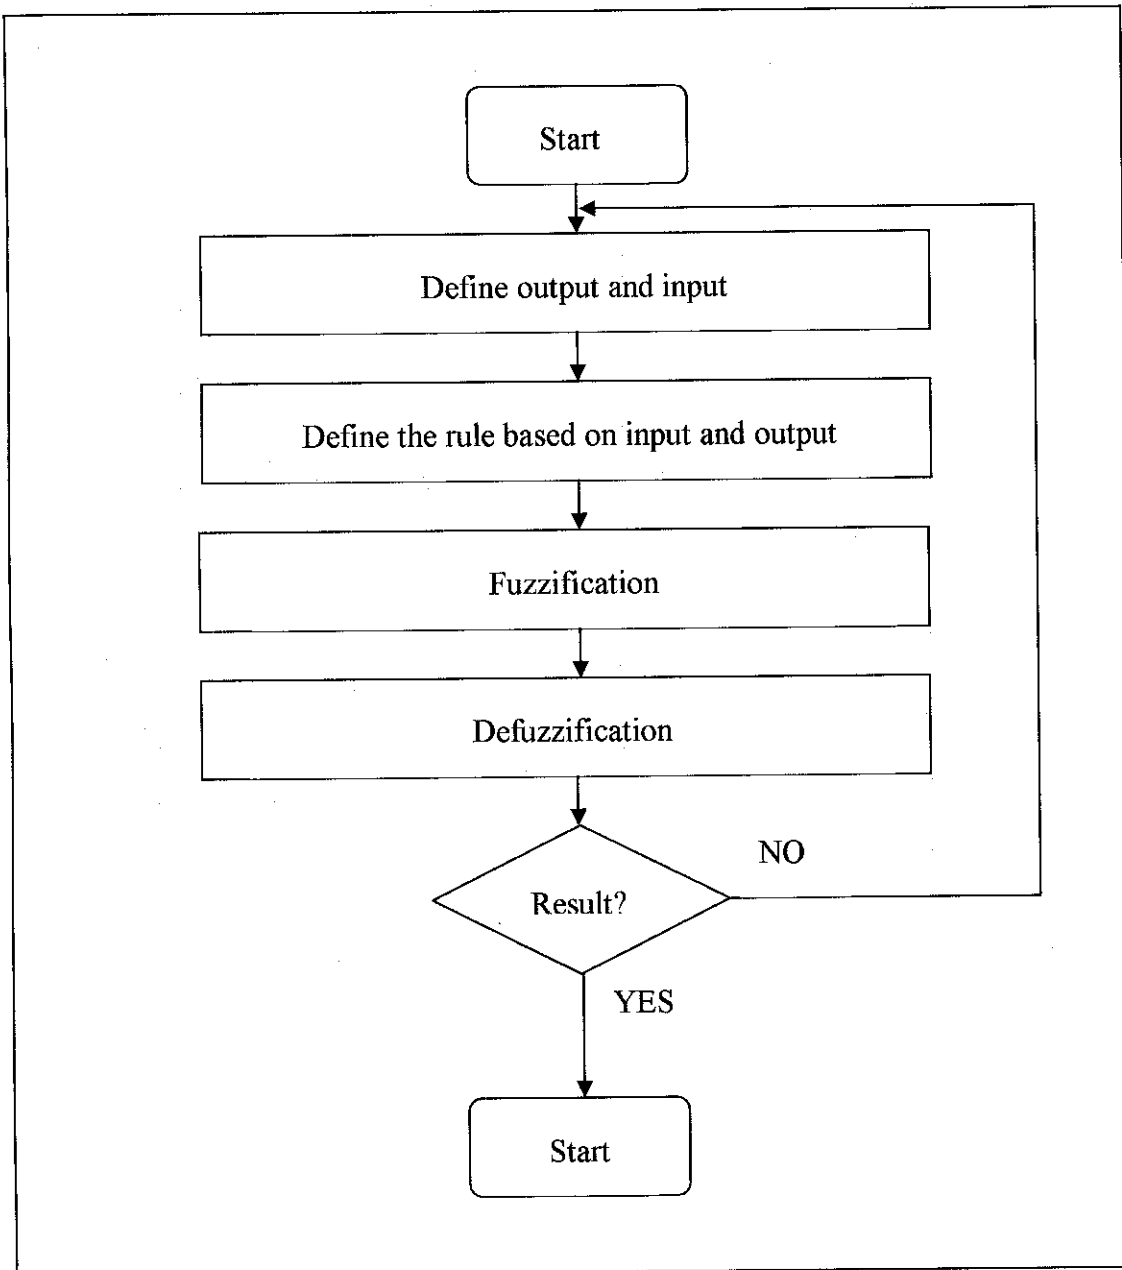 Start
Define output and input
Define the rule based on input and output
Fuzzification
Defuzzification
NO
Result?
YES
Start